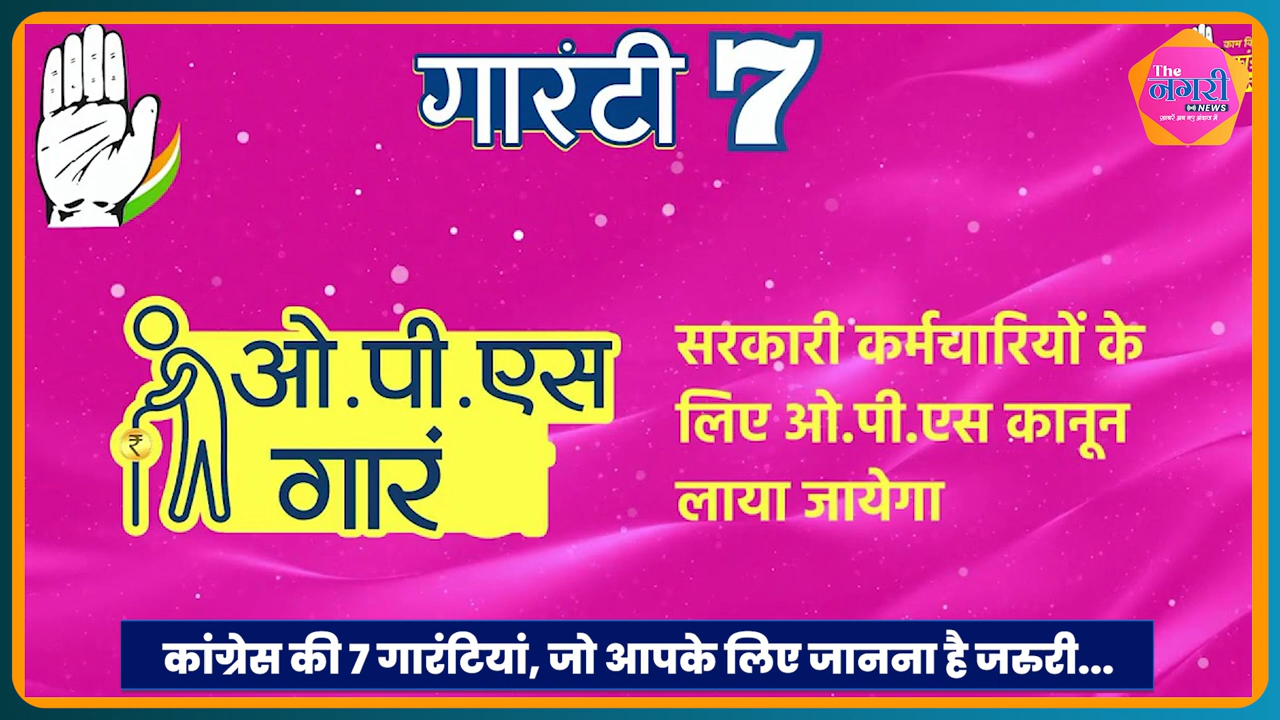 गारंटी 7
The
नगरी
NEWS
ओ.पी.एस
गारं
₹
सरकारी कर्मचारियों के
लिए ओ.पी.एस कानून
लाया जायेगा
कांग्रेस की 7 गारंटियां, जो आपके लिए जानना है जरुरी...